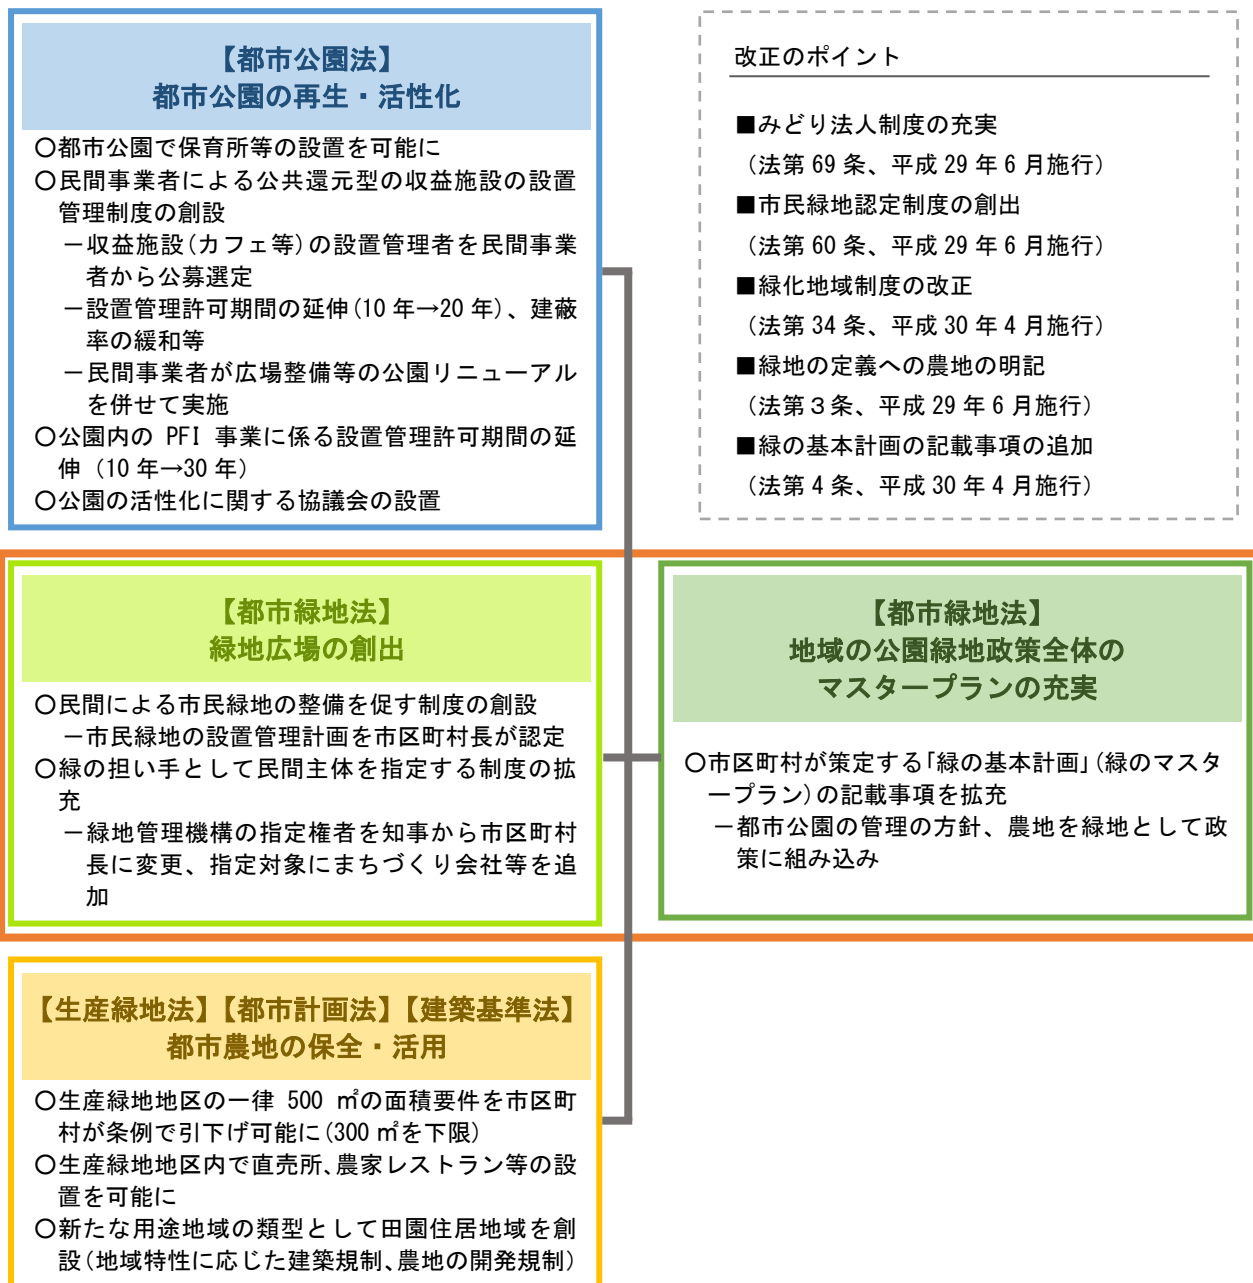 【都市公園法】
都市公園の再生・活性化
〇都市公園で保育所等の設置を可能に
〇民間事業者による公共還元型の収益施設の設置
管理制度の創設
－収益施設(カフェ等)の設置管理者を民間事業
者から公募選定
－設置管理許可期間の延伸(10 年→20 年)、建蔽
率の緩和等
－民間事業者が広場整備等の公園リニューアル
を併せて実施
〇公園内の PFI 事業に係る設置管理許可期間の延
伸（10 年→30 年）
〇公園の活性化に関する協議会の設置
改正のポイント
■みどり法人制度の充実
（法第 69 条、平成 29 年 6 月施行）
■市民緑地認定制度の創出
（法第 60 条、平成 29 年 6 月施行）
■緑化地域制度の改正
（法第 34 条、平成 30 年 4 月施行）
■緑地の定義への農地の明記
（法第３条、平成 29 年 6 月施行）
■緑の基本計画の記載事項の追加
（法第 4 条、平成 30 年 4 月施行）
【都市緑地法】
緑地広場の創出
〇民間による市民緑地の整備を促す制度の創設
－市民緑地の設置管理計画を市区町村長が認定
〇緑の担い手として民間主体を指定する制度の拡
充
－緑地管理機構の指定権者を知事から市区町村
長に変更、指定対象にまちづくり会社等を追
加
【都市緑地法】
地域の公園緑地政策全体の
マスタープランの充実
〇市区町村が策定する「緑の基本計画」(緑のマスタ
ープラン)の記載事項を拡充
－都市公園の管理の方針、農地を緑地として政
策に組み込み
【生産緑地法】【都市計画法】【建築基準法】
都市農地の保全・活用
〇生産緑地地区の一律 500 ㎡の面積要件を市区町
村が条例で引下げ可能に(300 ㎡を下限)
〇生産緑地地区内で直売所、農家レストラン等の設
置を可能に
〇新たな用途地域の類型として田園住居地域を創
設(地域特性に応じた建築規制、農地の開発規制)